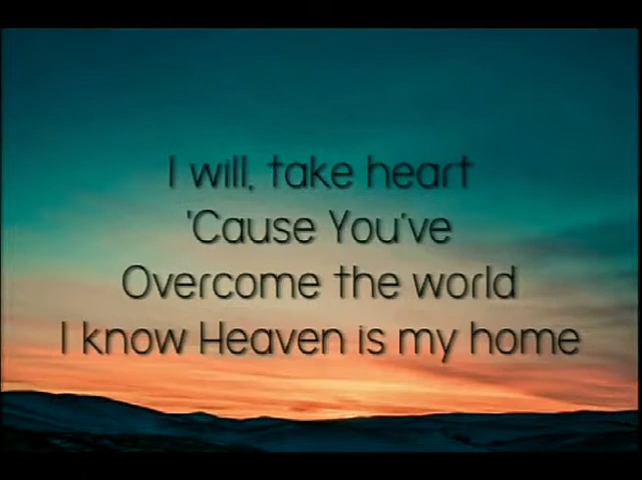 I will, take heart
'Cause You've
Overcome the world
I know Heaven is my home